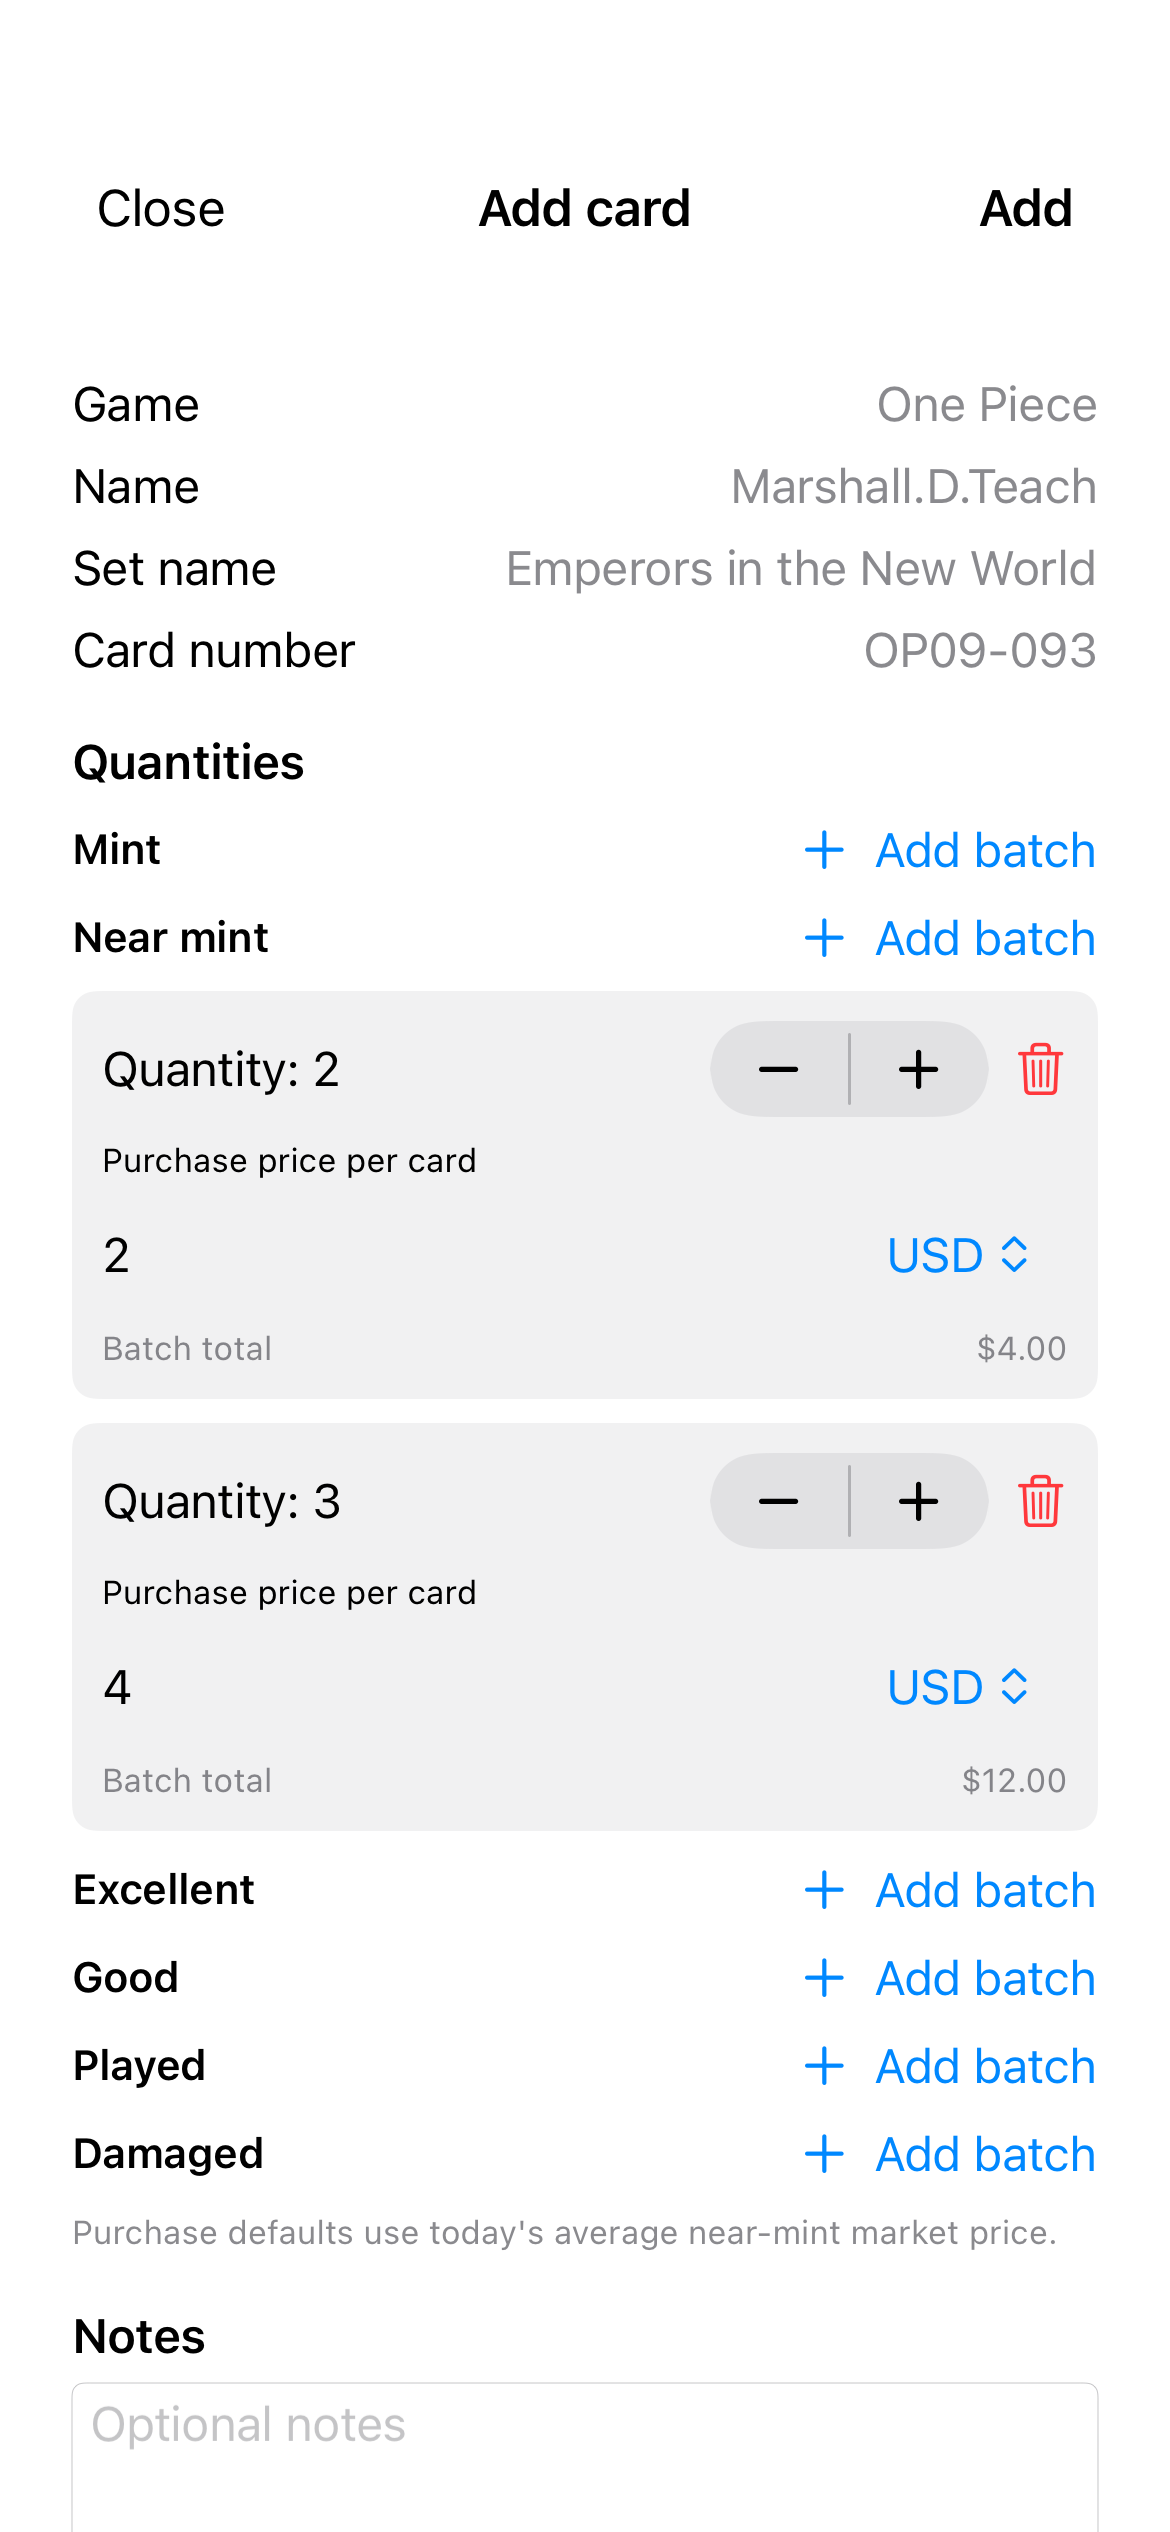 Close Add card Add
Game One Piece
Name Marshall.D.Teach
Set name Emperors in the New World
Card number OP09-093
Quantities
Mint + Add batch
Near mint + Add batch
Quantity: 2 − +
Purchase price per card
2 USD
Batch total $4.00
Quantity: 3 − +
Purchase price per card
4 USD
Batch total $12.00
Excellent + Add batch
Good + Add batch
Played + Add batch
Damaged + Add batch
Purchase defaults use today's average near-mint market price.
Notes
Optional notes